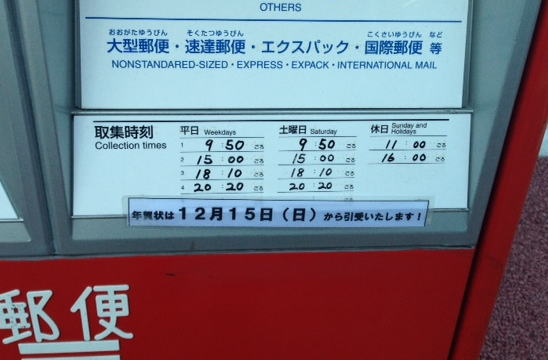 OTHERS
おおがたゆうびん そくたつゆうびん こくさいゆうびん など
大型郵便・速達郵便・エクスパック・国際郵便 等
NONSTANDARED-SIZED・EXPRESS・EXPACK・INTERNATIONAL MAIL
取集時刻 平日 Weekdays 土曜日 Saturday 休日 Sunday and Holidays
Collection times
1 9:50 ごろ 9:50 ごろ 11:00 ごろ
2 15:00 ごろ 15:00 ごろ 16:00 ごろ
3 18:10 ごろ 18:10 ごろ
4 20:20 ごろ 20:20 ごろ
年賀状は12月15日(日)から引受いたします!
郵便